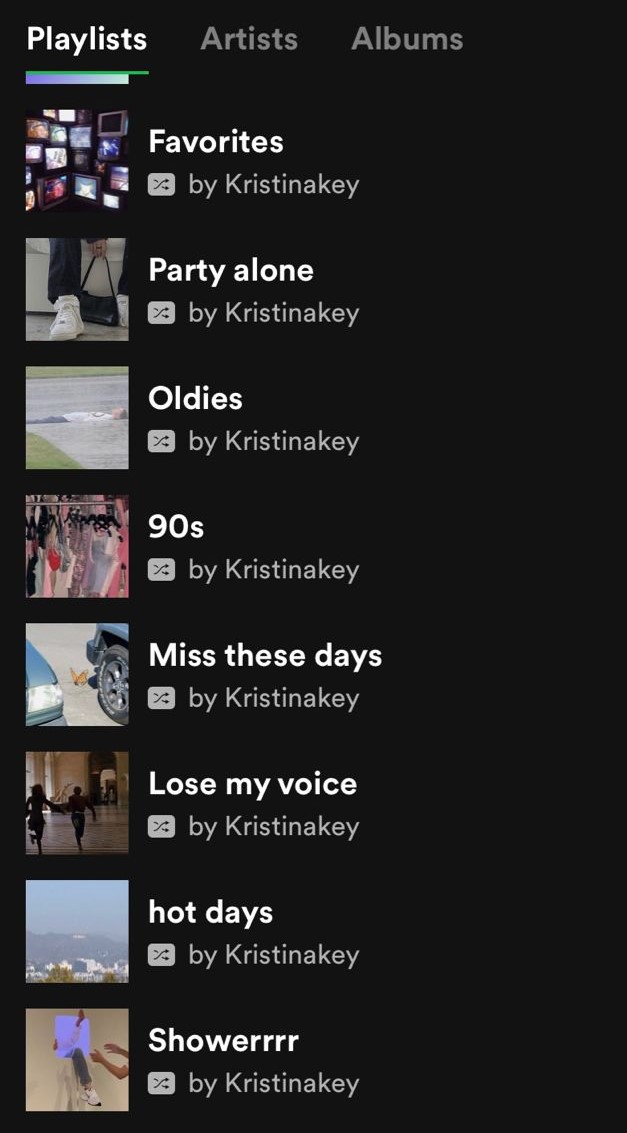 Playlists Artists Albums
Favorites
by Kristinakey
Party alone
by Kristinakey
Oldies
by Kristinakey
90s
by Kristinakey
Miss these days
by Kristinakey
Lose my voice
by Kristinakey
hot days
by Kristinakey
Showerrrr
by Kristinakey